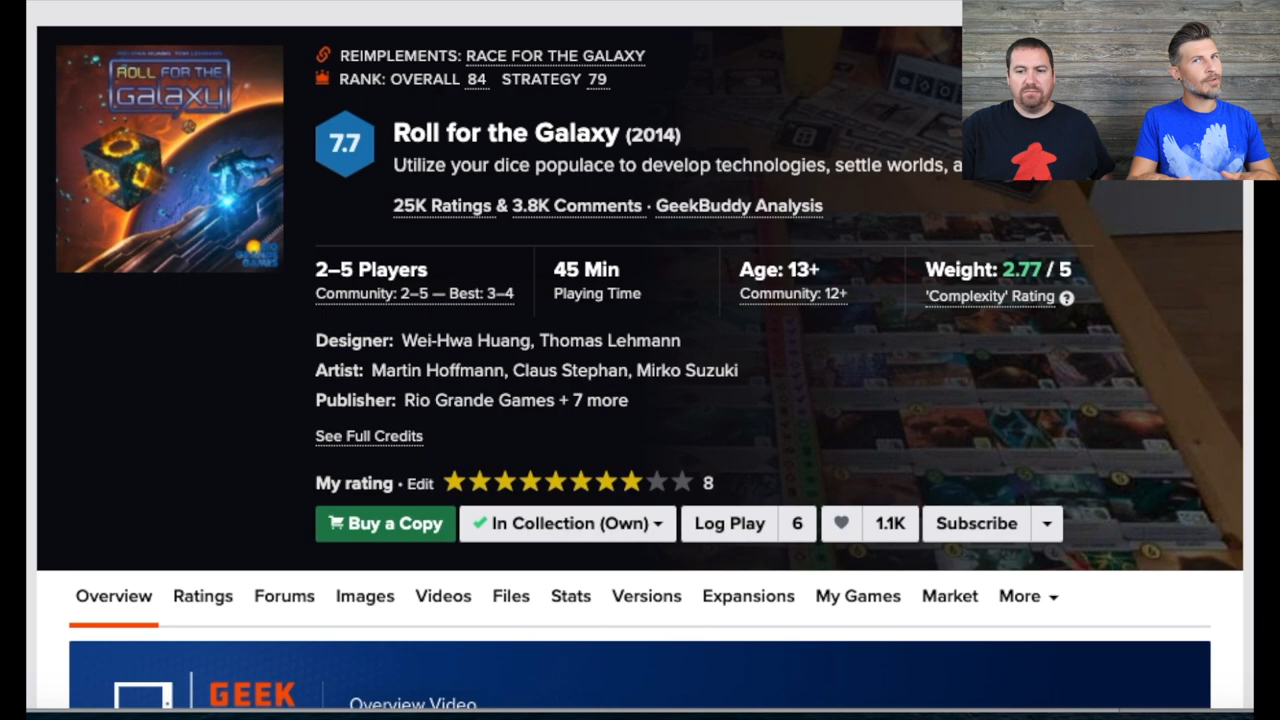 REIMPLEMENTS: RACE FOR THE GALAXY
RANK: OVERALL 84 STRATEGY 79
ROLL FOR THE
Galaxy
7.7
Roll for the Galaxy (2014)
Utilize your dice populace to develop technologies, settle worlds, a
25K Ratings & 3.8K Comments · GeekBuddy Analysis
2–5 Players
45 Min
Age: 13+
Weight: 2.77 / 5
Community: 2–5 — Best: 3–4
Playing Time
Community: 12+
'Complexity' Rating ?
Designer: Wei-Hwa Huang, Thomas Lehmann
Artist: Martin Hoffmann, Claus Stephan, Mirko Suzuki
Publisher: Rio Grande Games + 7 more
See Full Credits
My rating · Edit 8
Buy a Copy
In Collection (Own)
Log Play 6
1.1K
Subscribe
Overview Ratings Forums Images Videos Files Stats Versions Expansions My Games Market More
GEEK
Overview Video